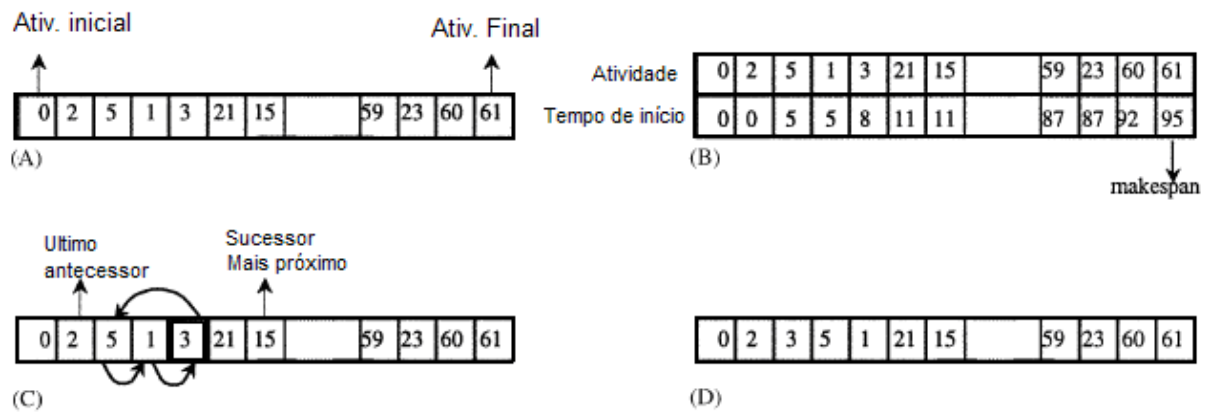 Ativ. inicial
Ativ. Final
0 2 5 1 3 21 15 59 23 60 61
(A)
Atividade 0 2 5 1 3 21 15 59 23 60 61
Tempo de início 0 0 5 5 8 11 11 87 87 92 95
(B)
makespan
Ultimo
antecessor
Sucessor
Mais próximo
0 2 5 1 3 21 15 59 23 60 61
(C)
0 2 3 5 1 21 15 59 23 60 61
(D)